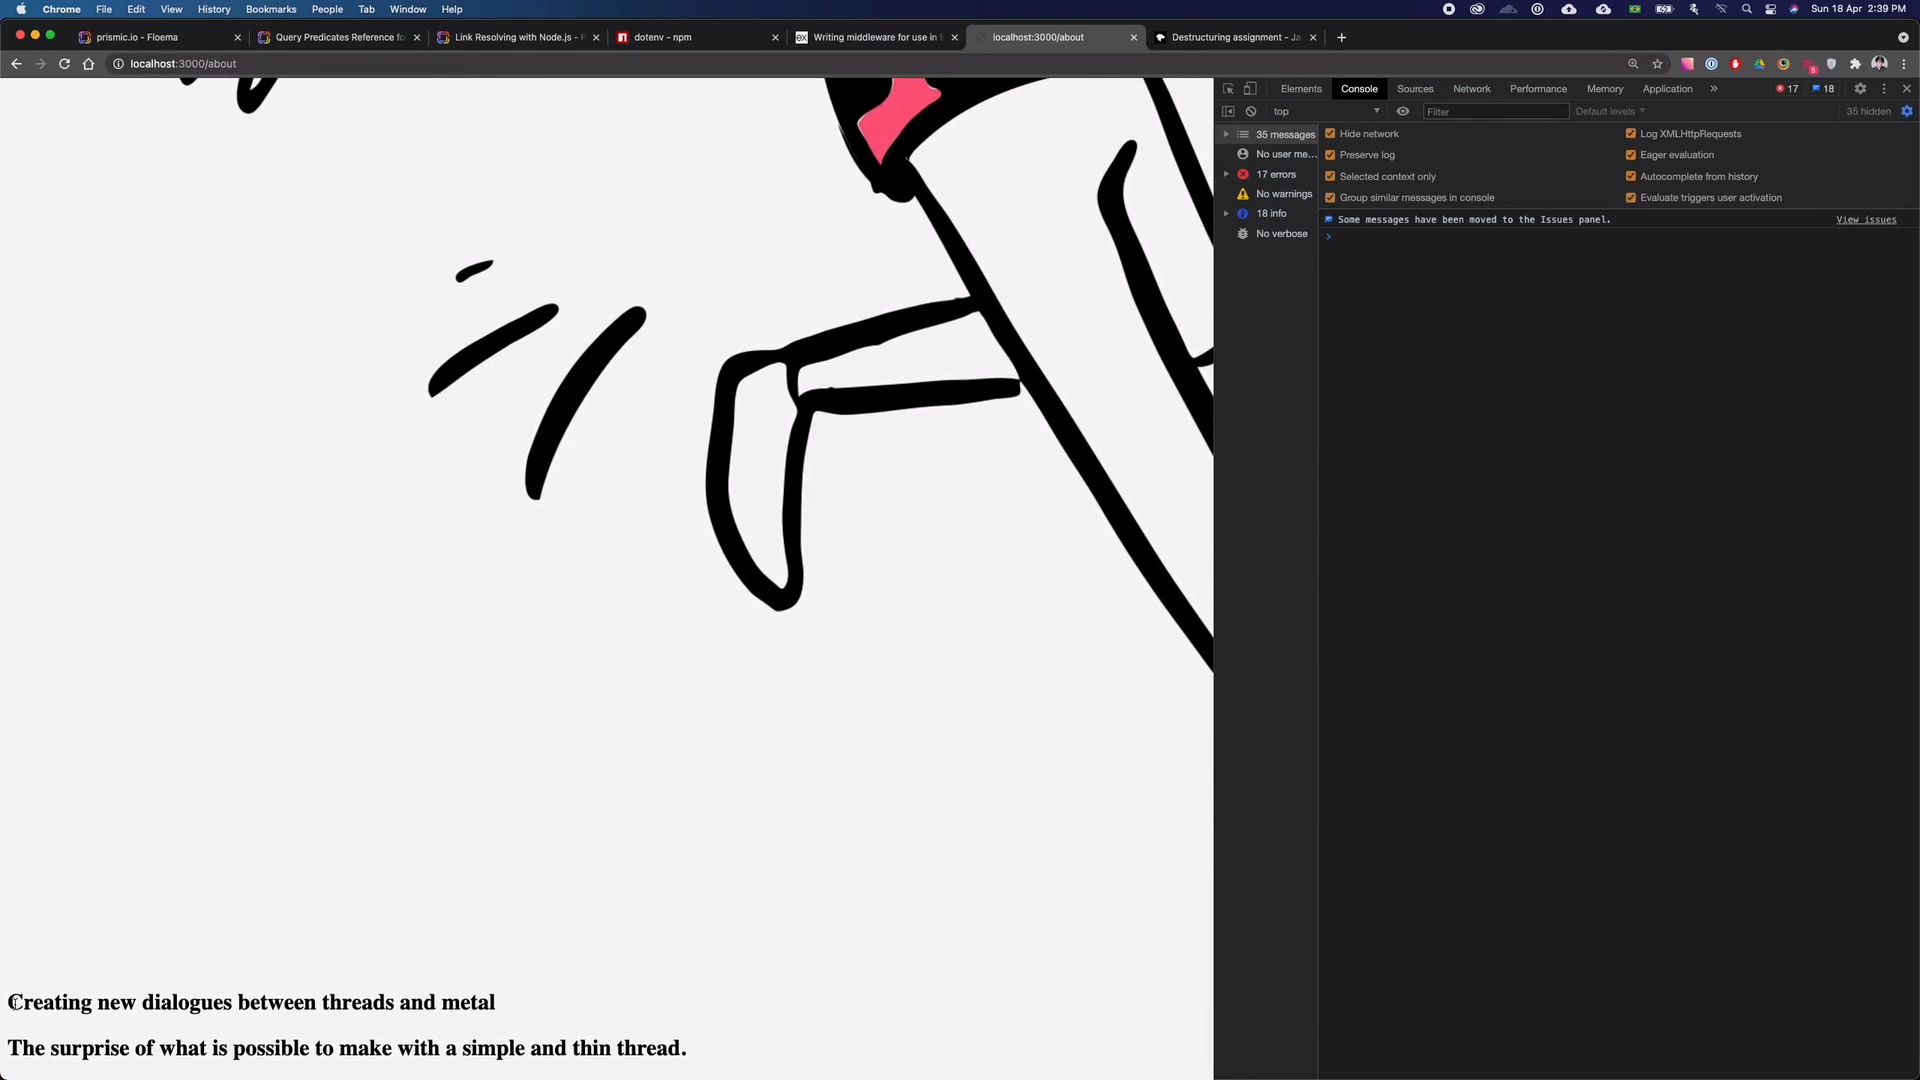 Chrome File Edit View History Bookmarks People Tab Window Help Sun 18 Apr 2:39 PM
prismic.io - Floema Query Predicates Reference fo Link Resolving with Node.js - P dotenv - npm Writing middleware for use in E localhost:3000/about Destructuring assignment - Ja
localhost:3000/about
Elements Console Sources Network Performance Memory Application 17 18
top Filter Default levels 35 hidden
35 messages
No user me...
17 errors
No warnings
18 info
No verbose
Hide network Log XMLHttpRequests
Preserve log Eager evaluation
Selected context only Autocomplete from history
Group similar messages in console Evaluate triggers user activation
Some messages have been moved to the Issues panel. View issues
Creating new dialogues between threads and metal
The surprise of what is possible to make with a simple and thin thread.